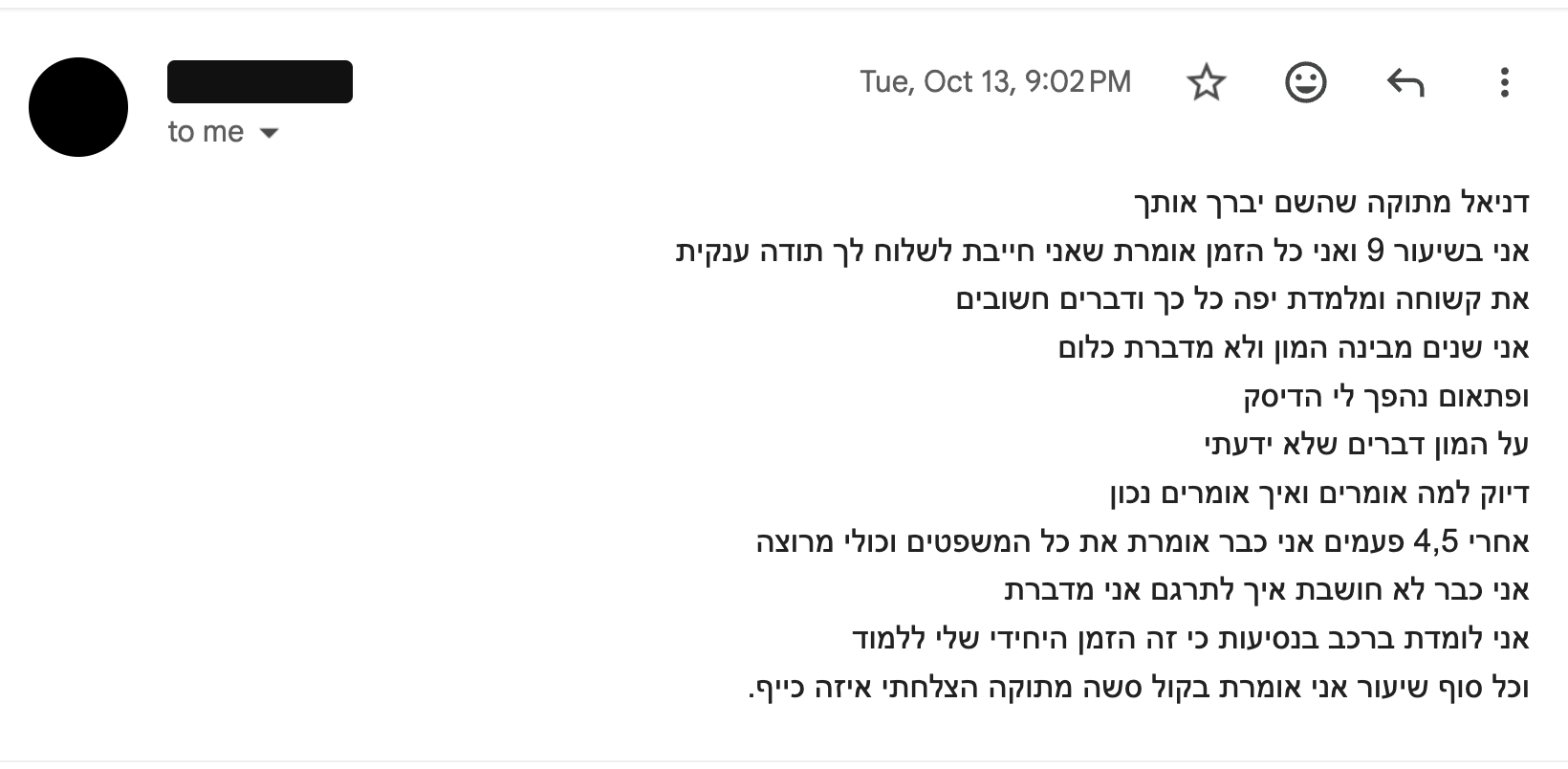 Tue, Oct 13, 9:02 PM
to me
דניאל מתוקה שהשם יברך אותך
אני בשיעור 9 ואני כל הזמן אומרת שאני חייבת לשלוח לך תודה ענקית
את קשוחה ומלמדת יפה כל כך ודברים חשובים
אני שנים מבינה המון ולא מדברת כלום
ופתאום נהפך לי הדיסק
על המון דברים שלא ידעתי
דיוק למה אומרים ואיך אומרים נכון
אחרי 4,5 פעמים אני כבר אומרת את כל המשפטים וכולי מרוצה
אני כבר לא חושבת איך לתרגם אני מדברת
אני לומדת ברכב בנסיעות כי זה הזמן היחידי שלי ללמוד
וכל סוף שיעור אני אומרת בקול סשה מתוקה הצלחתי איזה כייף.